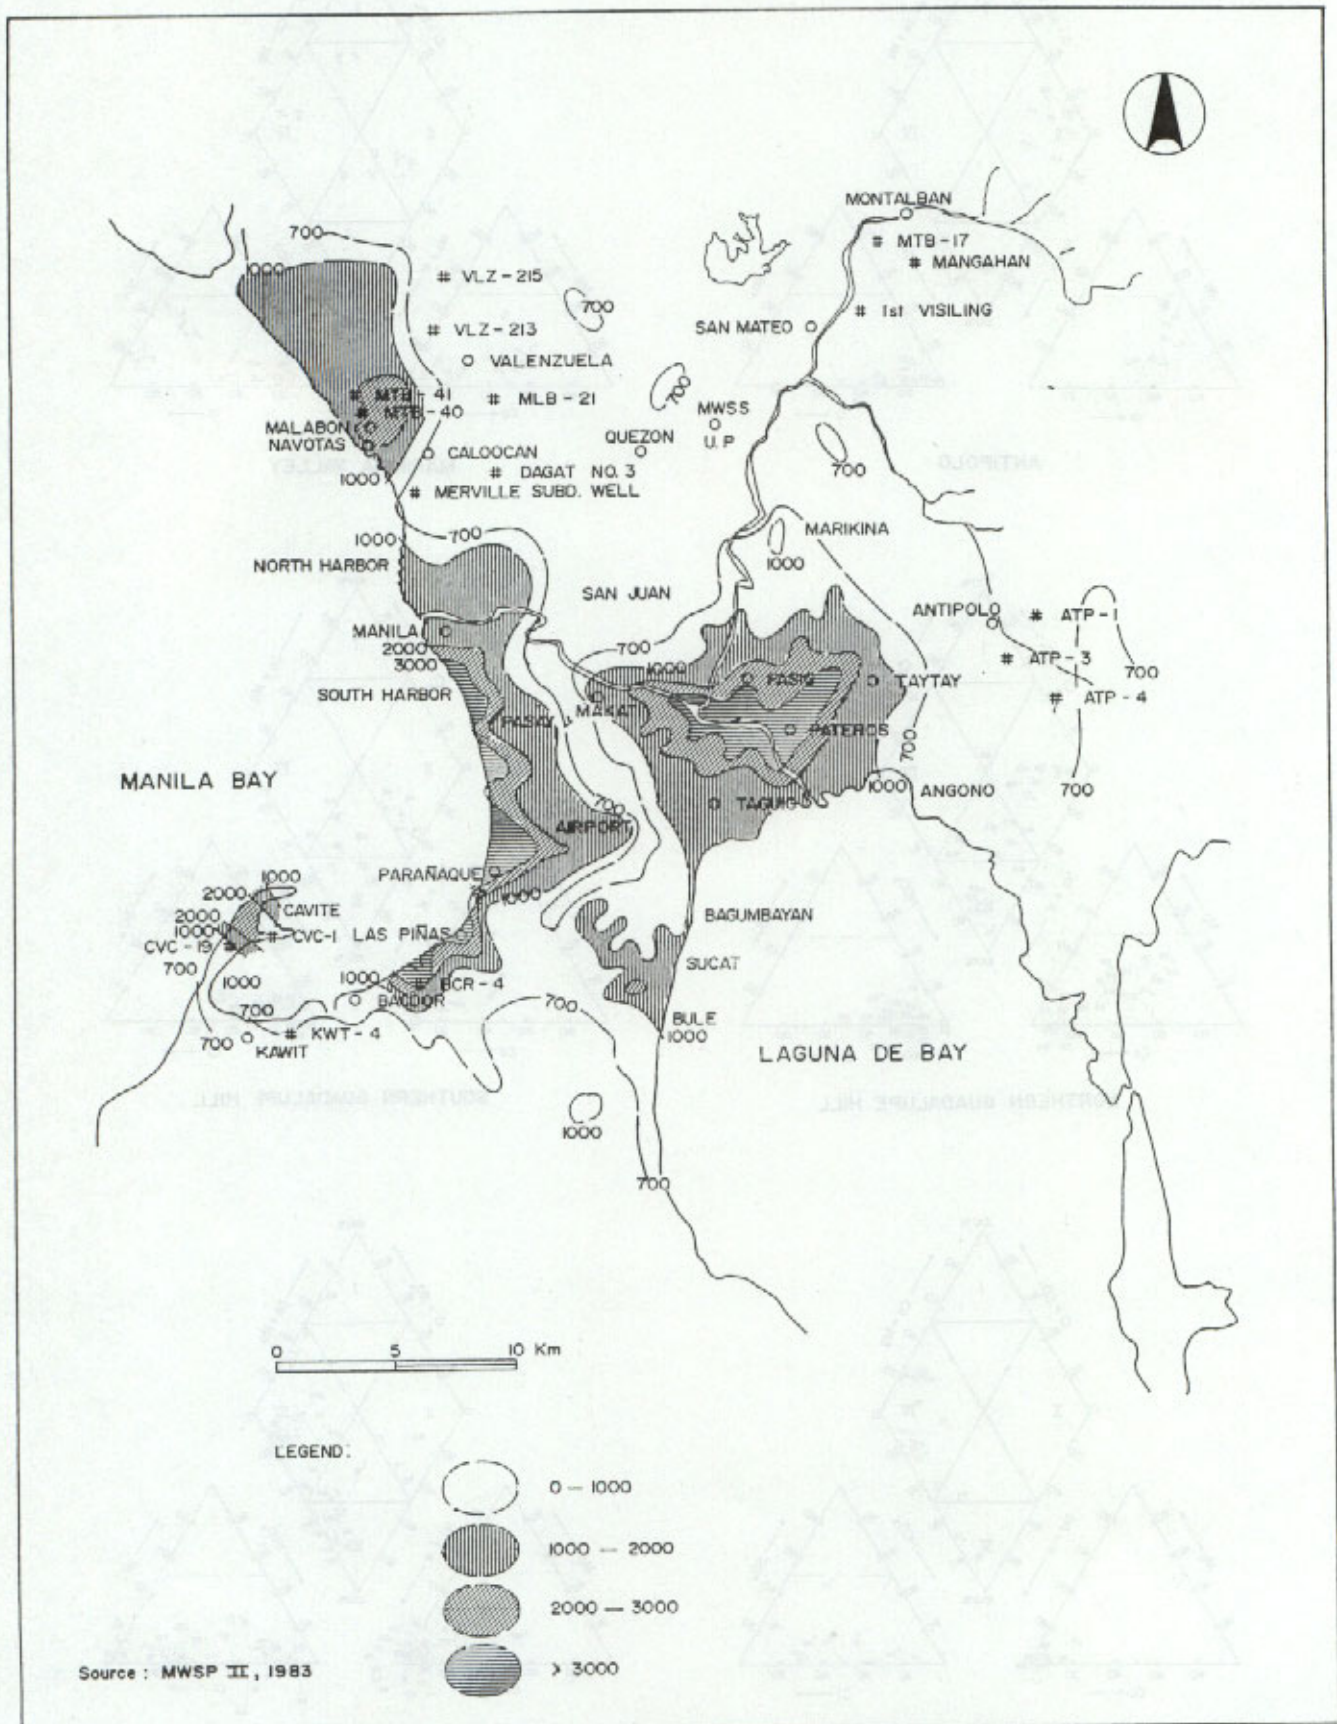 MONTALBAN
700
# MTB-17
# MANGAHAN
1000
# VLZ-215
700
# 1st VISILING
SAN MATEO
# VLZ-213
VALENZUELA
700
# MTB-41
# MLB-21
# MTB-40
MWSS
U.P
MALABON
NAVOTAS
QUEZON
CALOOCAN
700
# DAGAT NO. 3
1000
# MERVILLE SUBD. WELL
MARIKINA
1000
700
1000
NORTH HARBOR
SAN JUAN
ANTIPOLO
# ATP-1
MANILA
2000
3000
700
# ATP-3
1000
PASIG
TAYTAY
700
SOUTH HARBOR
MAKAT
# ATP-4
PASAY
PATEROS
700
MANILA BAY
1000
ANGONO
700
700
TAGUIG
AIRPORT
PARAÑAQUE
1000
2000
1000
CAVITE
BAGUMBAYAN
2000
1000
CVC-19 #
# CVC-1
LAS PIÑAS
700
SUCAT
1000
1000
# BCR-4
BACOOR
700
700
BULE
1000
# KWT-4
700
KAWIT
LAGUNA DE BAY
1000
700
0 5 10 Km
LEGEND:
0 — 1000
1000 — 2000
2000 — 3000
> 3000
Source : MWSP II, 1983